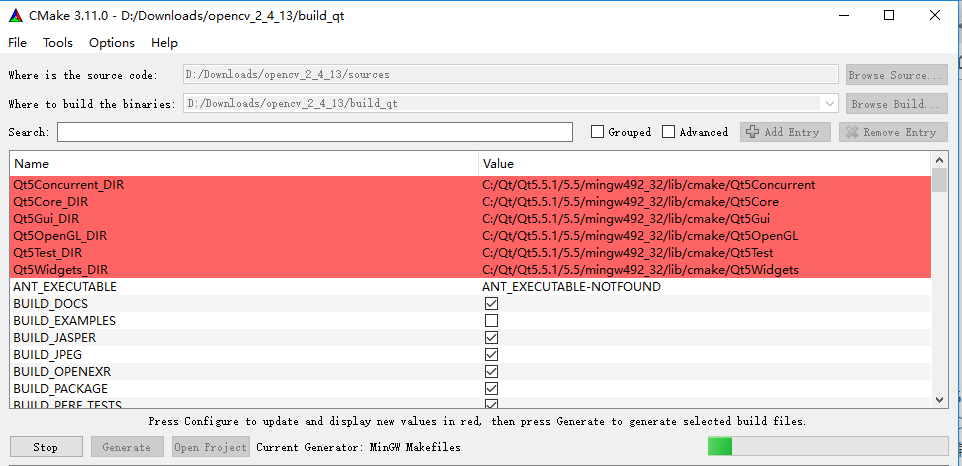 CMake 3.11.0 - D:/Downloads/opencv_2_4_13/build_qt
File Tools Options Help
Where is the source code: D:/Downloads/opencv_2_4_13/sources Browse Source...
Where to build the binaries: D:/Downloads/opencv_2_4_13/build_qt Browse Build...
Search: Grouped Advanced Add Entry Remove Entry
Name Value
Qt5Concurrent_DIR C:/Qt/Qt5.5.1/5.5/mingw492_32/lib/cmake/Qt5Concurrent
Qt5Core_DIR C:/Qt/Qt5.5.1/5.5/mingw492_32/lib/cmake/Qt5Core
Qt5Gui_DIR C:/Qt/Qt5.5.1/5.5/mingw492_32/lib/cmake/Qt5Gui
Qt5OpenGL_DIR C:/Qt/Qt5.5.1/5.5/mingw492_32/lib/cmake/Qt5OpenGL
Qt5Test_DIR C:/Qt/Qt5.5.1/5.5/mingw492_32/lib/cmake/Qt5Test
Qt5Widgets_DIR C:/Qt/Qt5.5.1/5.5/mingw492_32/lib/cmake/Qt5Widgets
ANT_EXECUTABLE ANT_EXECUTABLE-NOTFOUND
BUILD_DOCS
BUILD_EXAMPLES
BUILD_JASPER
BUILD_JPEG
BUILD_OPENEXR
BUILD_PACKAGE
BUILD_PERF_TESTS
Press Configure to update and display new values in red, then press Generate to generate selected build files.
Stop Generate Open Project Current Generator: MinGW Makefiles